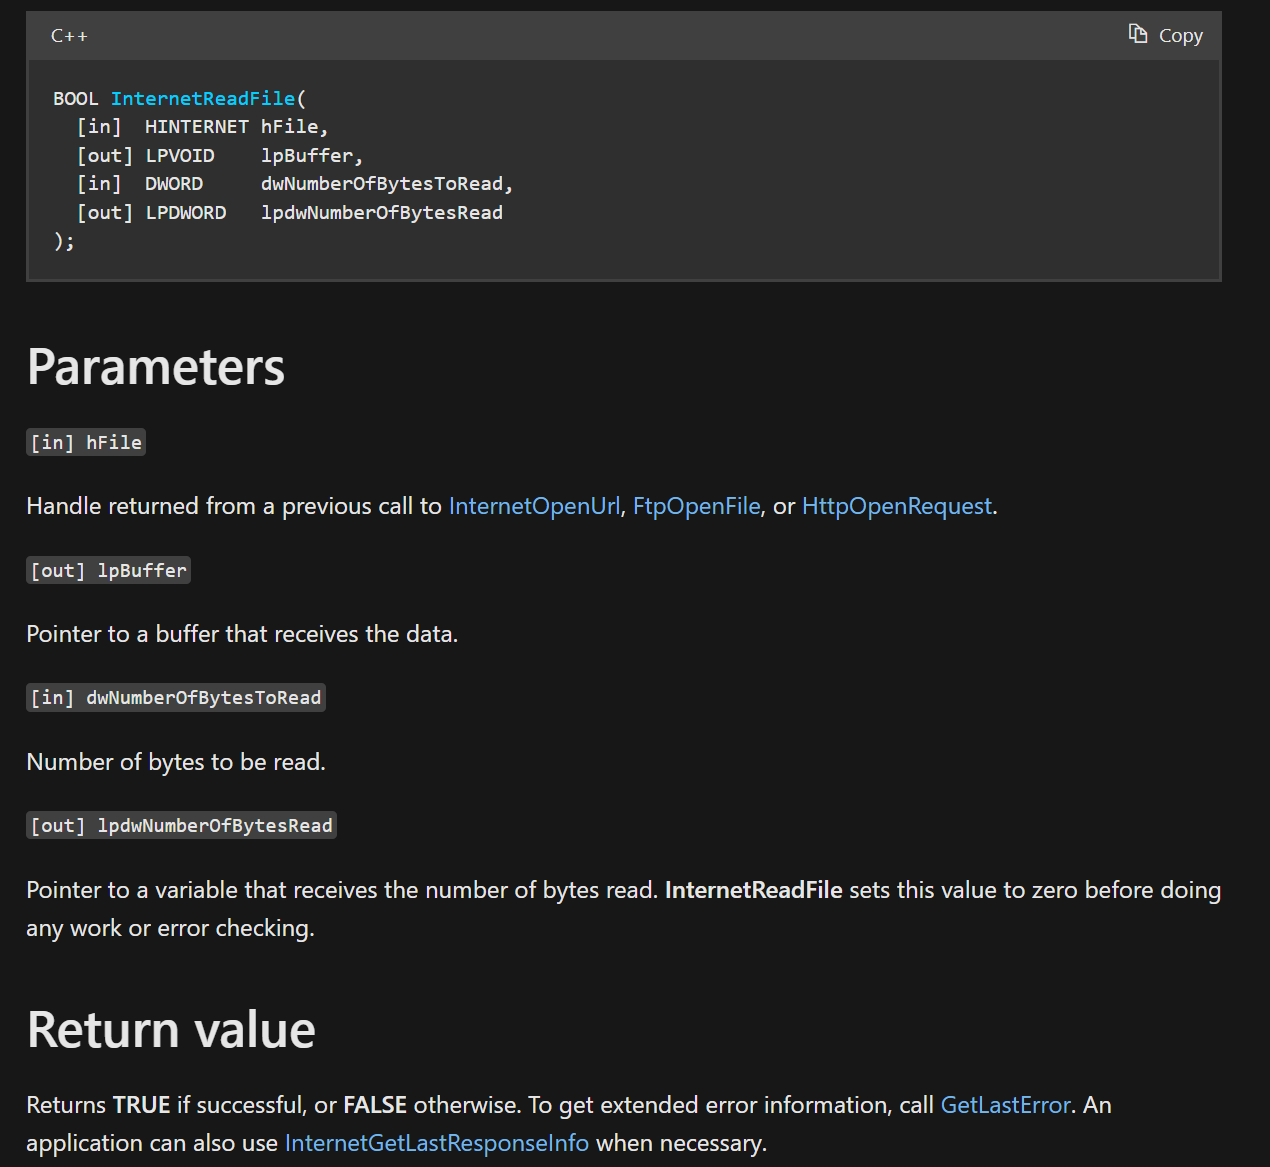 C++
Copy
BOOL InternetReadFile(
  [in]  HINTERNET hFile,
  [out] LPVOID    lpBuffer,
  [in]  DWORD     dwNumberOfBytesToRead,
  [out] LPDWORD   lpdwNumberOfBytesRead
);
Parameters
[in] hFile
Handle returned from a previous call to InternetOpenUrl, FtpOpenFile, or HttpOpenRequest.
[out] lpBuffer
Pointer to a buffer that receives the data.
[in] dwNumberOfBytesToRead
Number of bytes to be read.
[out] lpdwNumberOfBytesRead
Pointer to a variable that receives the number of bytes read. InternetReadFile sets this value to zero before doing
any work or error checking.
Return value
Returns TRUE if successful, or FALSE otherwise. To get extended error information, call GetLastError. An
application can also use InternetGetLastResponseInfo when necessary.